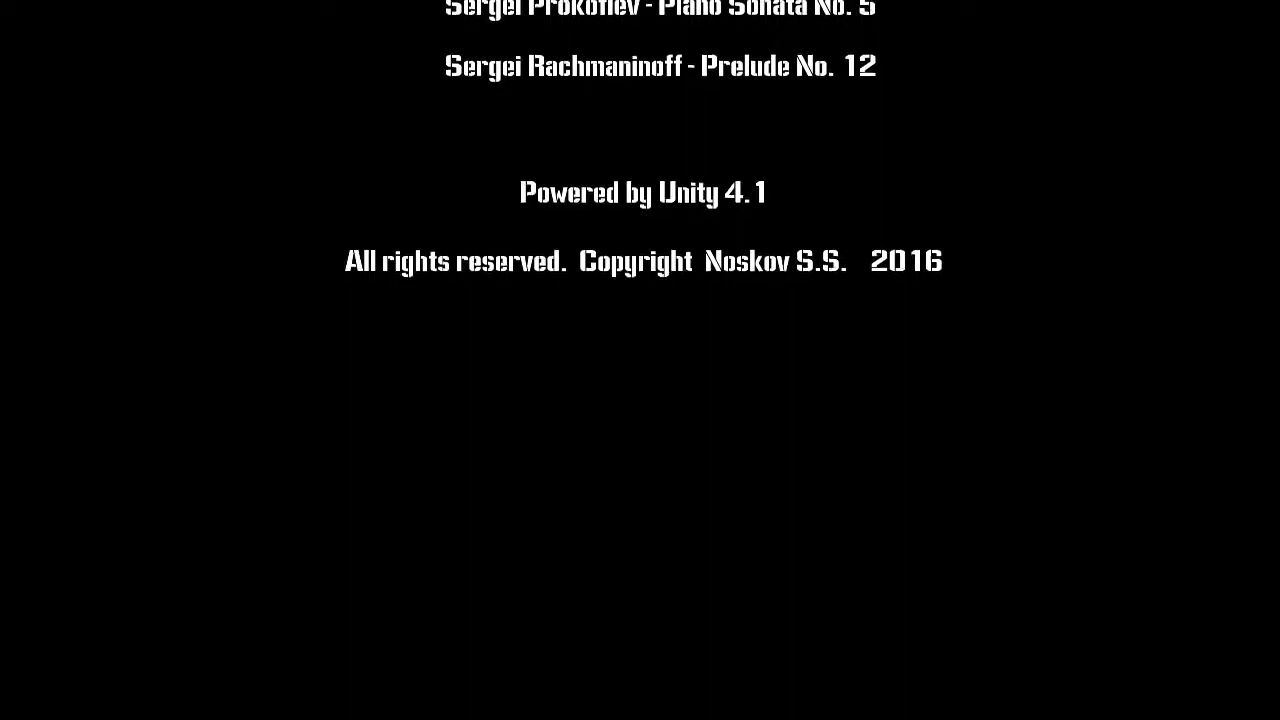 Sergei Prokofiev - Piano Sonata No. 5
Sergei Rachmaninoff - Prelude No. 12
Powered by Unity 4.1
All rights reserved. Copyright Noskov S.S. 2016